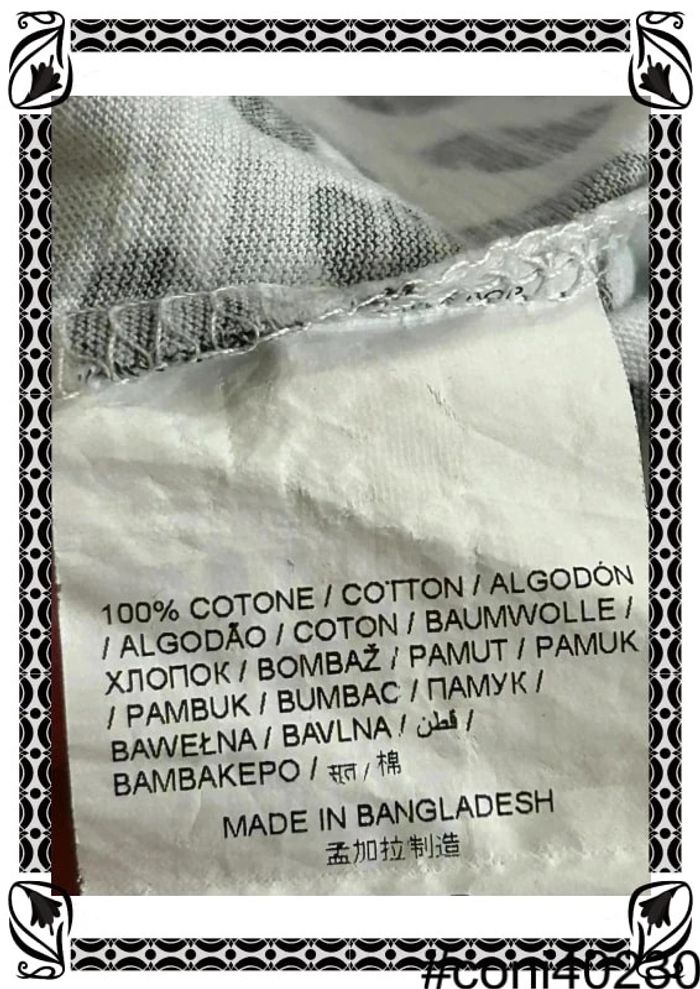 100% COTONE / COTTON / ALGODÓN
/ ALGODÃO / COTON / BAUMWOLLE /
ХЛОПОК / BOMBAŽ / PAMUT / PAMUK
/ PAMBUK / BUMBAC / ПАМУК /
BAWEŁNA / BAVLNA / قطن /
BAMBAKEPO / सूत / 棉
MADE IN BANGLADESH
孟加拉制造
#coni40230